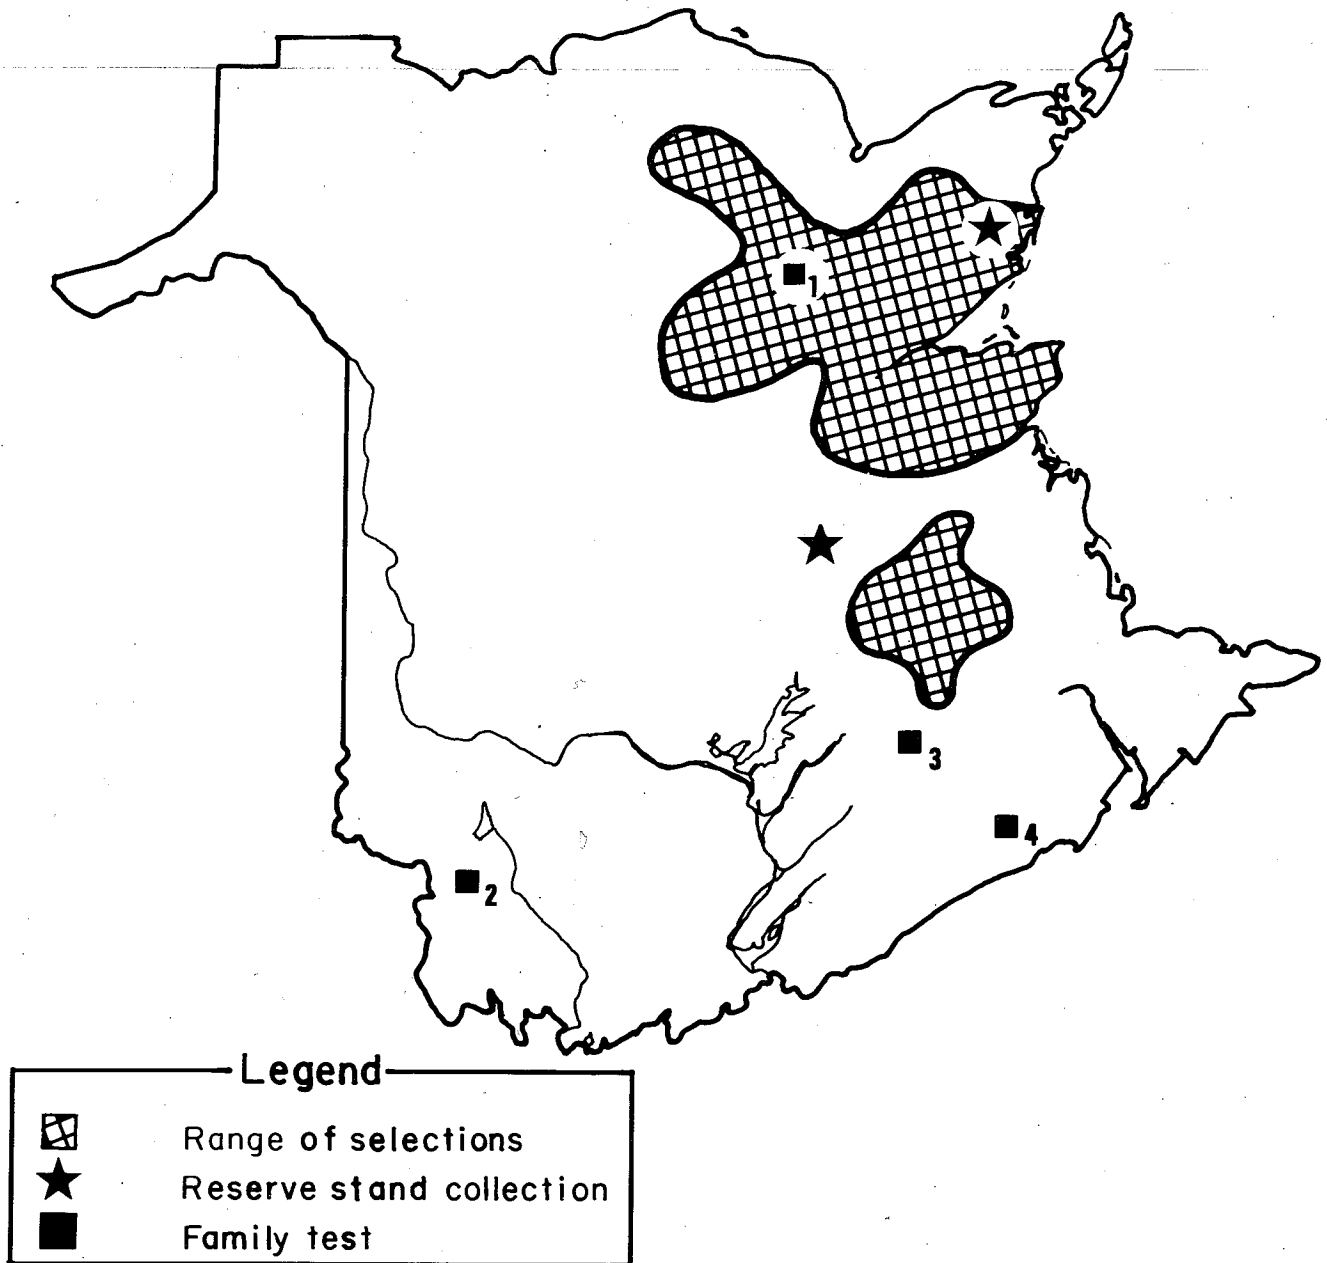 1
3
4
2
Legend
Range of selections
Reserve stand collection
Family test